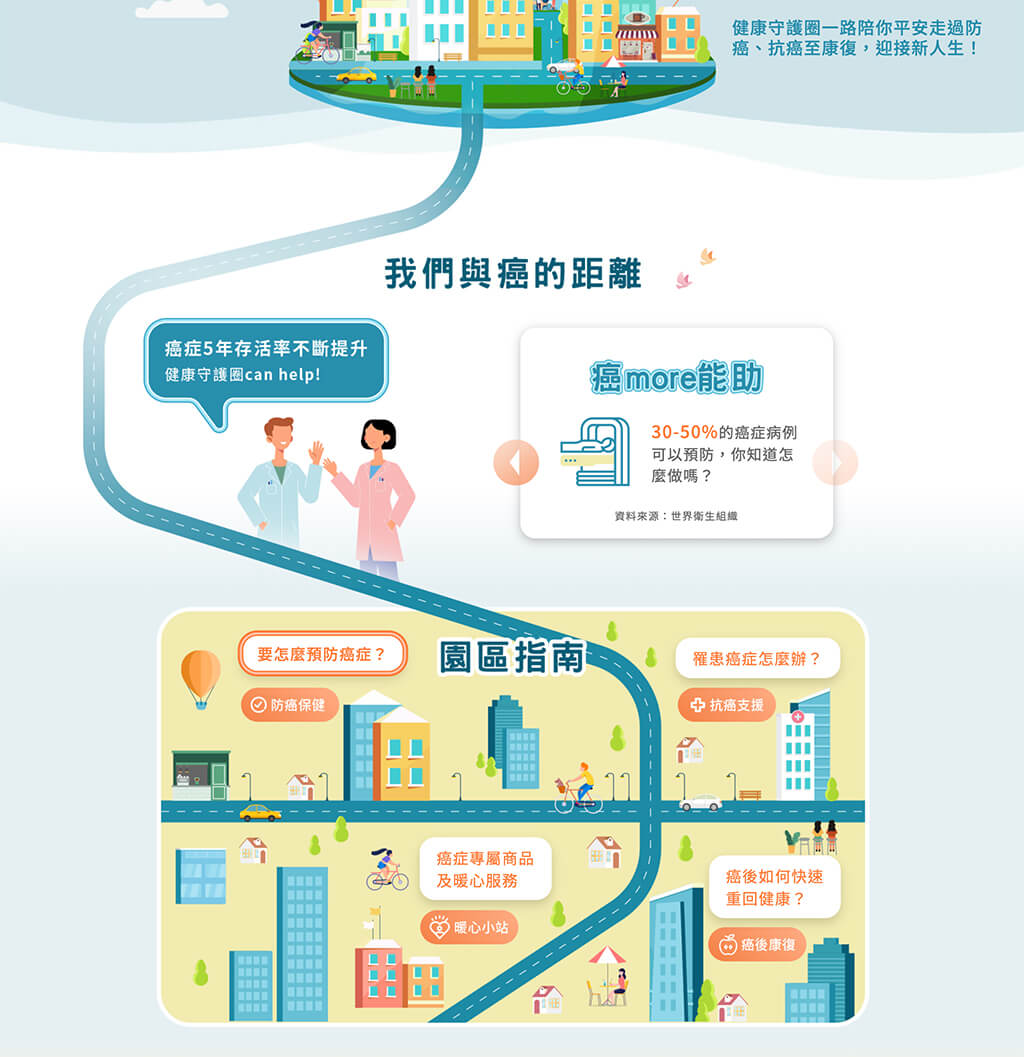 健康守護圈一路陪你平安走過防
癌、抗癌至康復，迎接新人生！
我們與癌的距離
癌症5年存活率不斷提升
健康守護圈can help!
癌more能助
30-50%的癌症病例
可以預防，你知道怎
麼做嗎？
資料來源：世界衛生組織
園區指南
要怎麼預防癌症？
防癌保健
罹患癌症怎麼辦？
抗癌支援
癌症專屬商品
及暖心服務
暖心小站
癌後如何快速
重回健康？
癌後康復